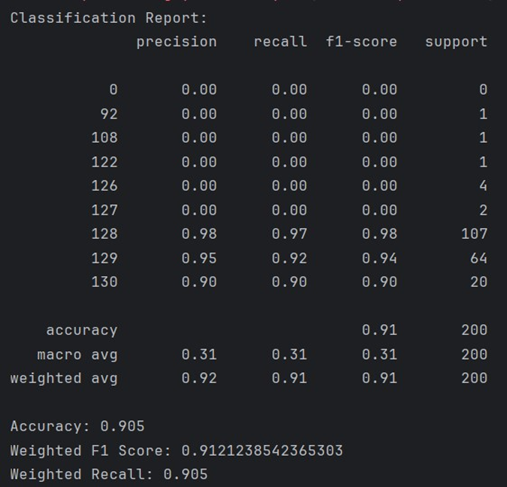 Classification Report:
precision recall f1-score support
0 0.00 0.00 0.00 0
92 0.00 0.00 0.00 1
108 0.00 0.00 0.00 1
122 0.00 0.00 0.00 1
126 0.00 0.00 0.00 4
127 0.00 0.00 0.00 2
128 0.98 0.97 0.98 107
129 0.95 0.92 0.94 64
130 0.90 0.90 0.90 20
accuracy 0.91 200
macro avg 0.31 0.31 0.31 200
weighted avg 0.92 0.91 0.91 200
Accuracy: 0.905
Weighted F1 Score: 0.9121238542365303
Weighted Recall: 0.905